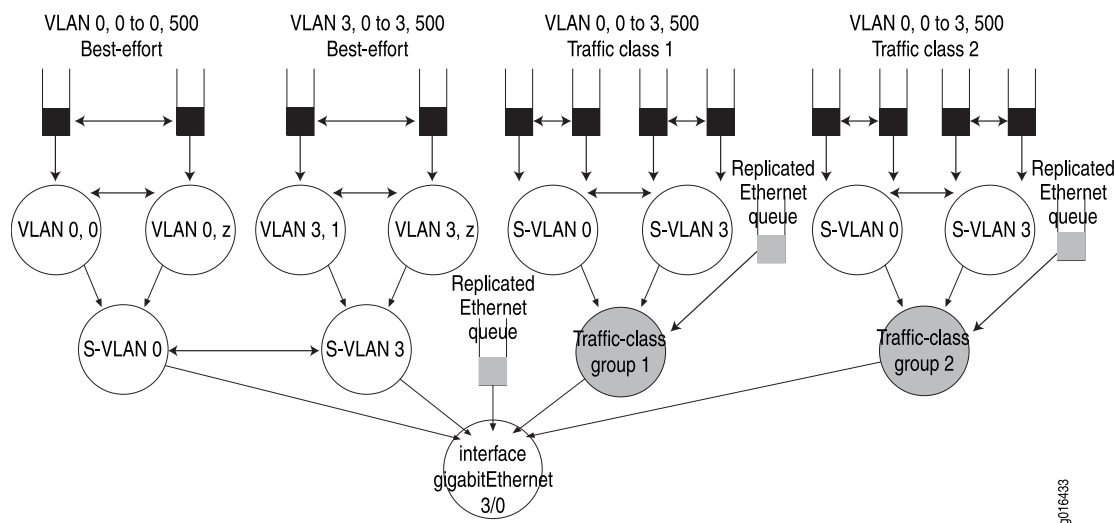 VLAN 0, 0 to 0, 500
Best-effort
VLAN 3, 0 to 3, 500
Best-effort
VLAN 0, 0 to 3, 500
Traffic class 1
VLAN 0, 0 to 3, 500
Traffic class 2
Replicated
Ethernet
queue
Replicated
Ethernet
queue
VLAN 0, 0
VLAN 0, z
VLAN 3, 1
VLAN 3, z
S-VLAN 0
S-VLAN 3
S-VLAN 0
S-VLAN 3
Replicated
Ethernet
queue
S-VLAN 0
S-VLAN 3
Traffic-class
group 1
Traffic-class
group 2
interface
gigabitEthernet
3/0
g016433